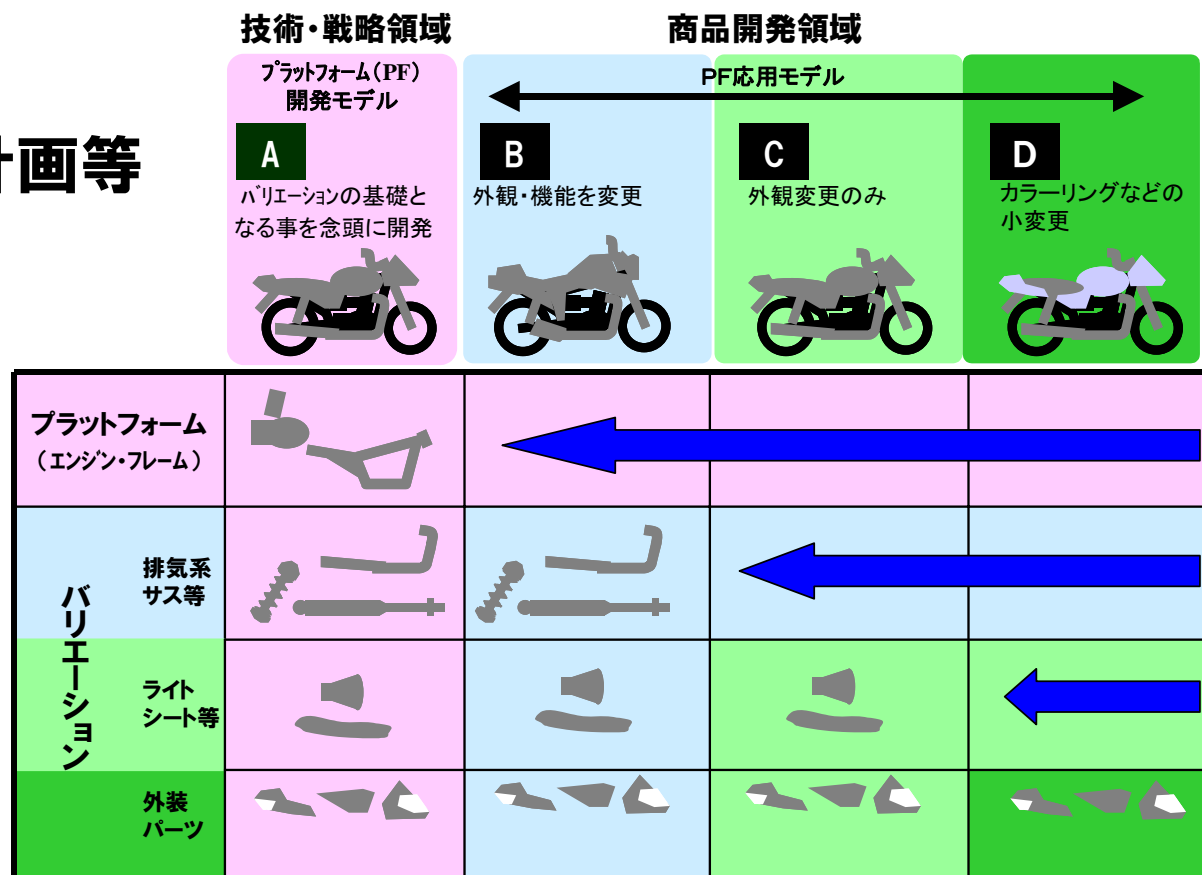 技術・戦略領域
商品開発領域
プラットフォーム(PF)
開発モデル
PF応用モデル
計画等
A
バリエーションの基礎と
なる事を念頭に開発
B
外観・機能を変更
C
外観変更のみ
D
カラーリングなどの
小変更
プラットフォーム
(エンジン・フレーム)
バリエーション
排気系
サス等
ライト
シート等
外装
パーツ